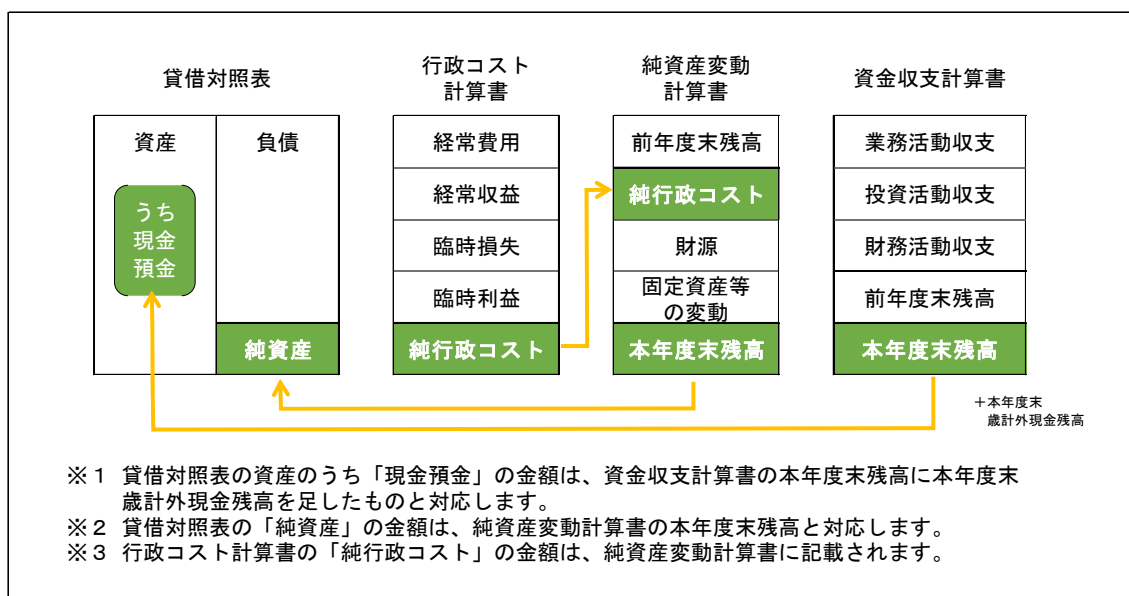 貸借対照表
行政コスト
計算書
純資産変動
計算書
資金収支計算書
資産
負債
うち
現金
預金
純資産
経常費用
経常収益
臨時損失
臨時利益
純行政コスト
前年度末残高
純行政コスト
財源
固定資産等
の変動
本年度末残高
業務活動収支
投資活動収支
財務活動収支
前年度末残高
本年度末残高
＋本年度末
歳計外現金残高
※１ 貸借対照表の資産のうち「現金預金」の金額は、資金収支計算書の本年度末残高に本年度末
歳計外現金残高を足したものと対応します。
※２ 貸借対照表の「純資産」の金額は、純資産変動計算書の本年度末残高と対応します。
※３ 行政コスト計算書の「純行政コスト」の金額は、純資産変動計算書に記載されます。